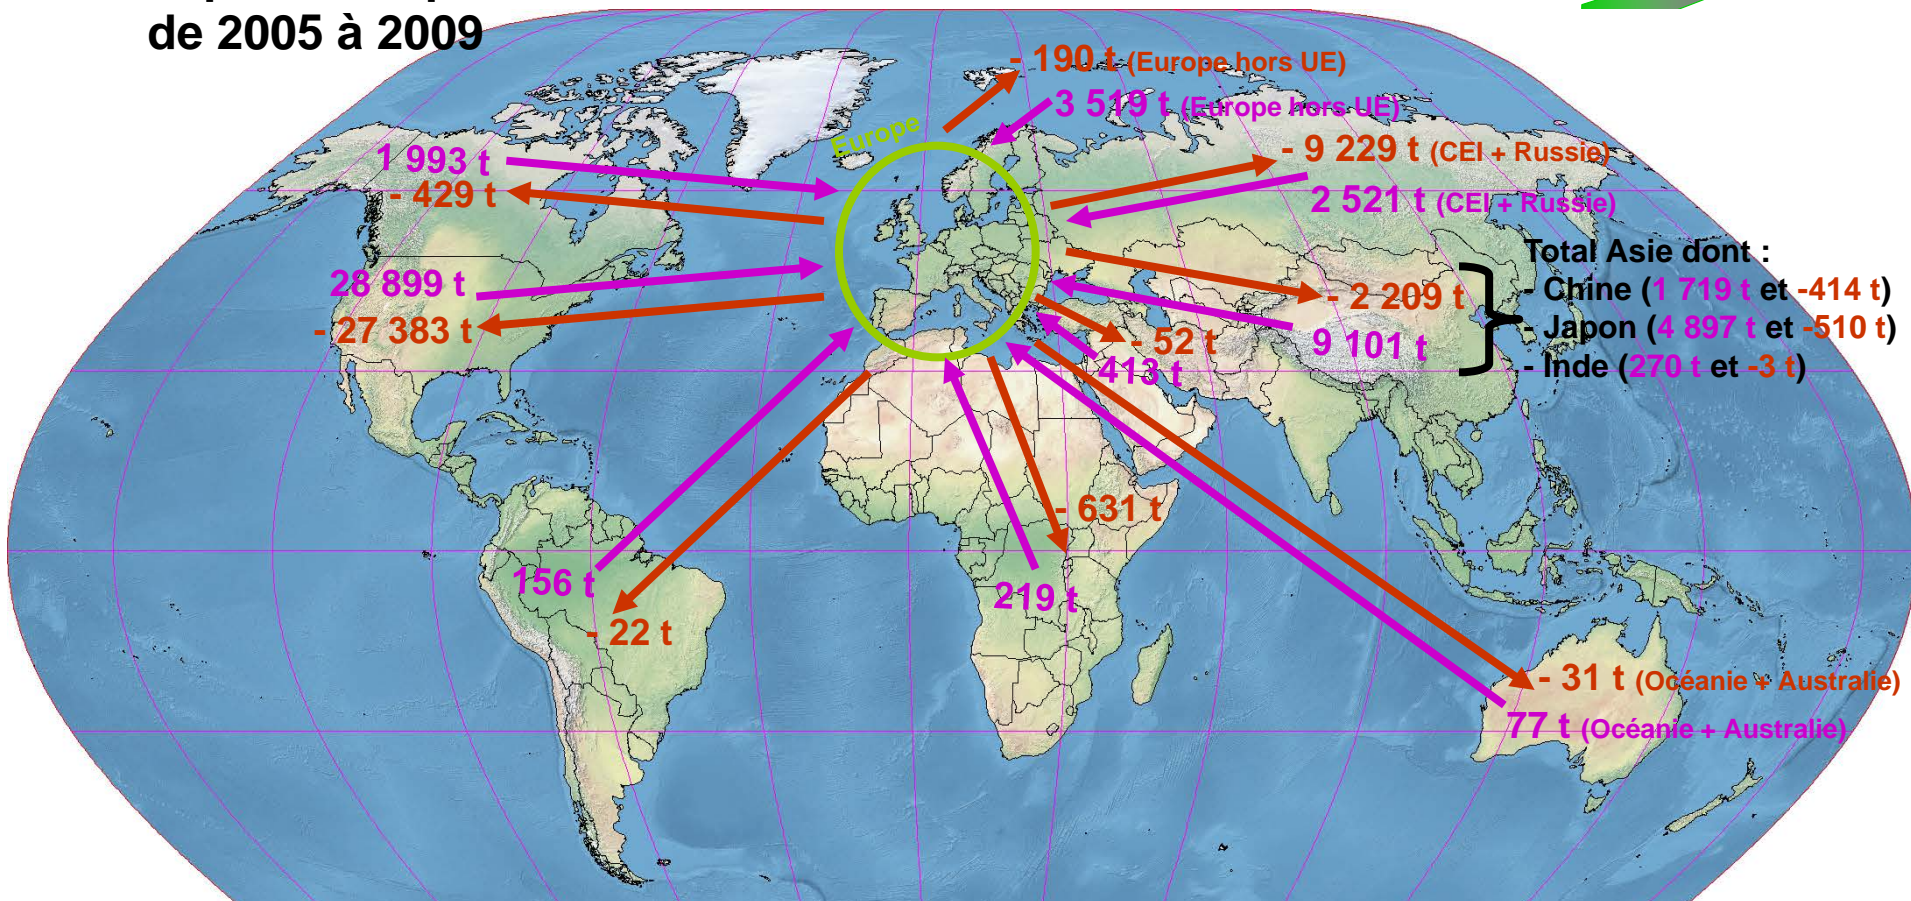 de 2005 à 2009
- 190 t (Europe hors UE)
3 519 t (Europe hors UE)
Europe
1 993 t
- 429 t
- 9 229 t (CEI + Russie)
2 521 t (CEI + Russie)
28 899 t
- 27 383 t
- 2 209 t
9 101 t
Total Asie dont :
- Chine (1 719 t et -414 t)
- Japon (4 897 t et -510 t)
- Inde (270 t et -3 t)
- 52 t
413 t
- 631 t
219 t
156 t
- 22 t
- 31 t (Océanie + Australie)
77 t (Océanie + Australie)